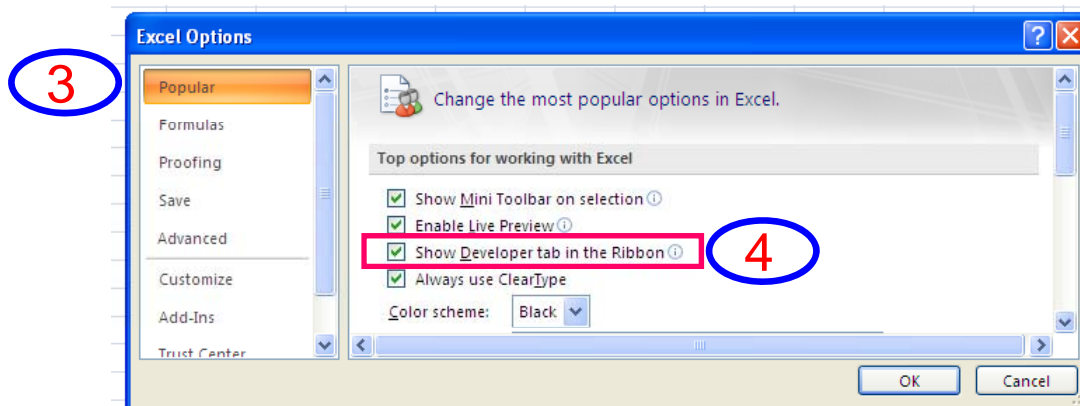 Excel Options
3
Popular
Formulas
Proofing
Save
Advanced
Customize
Add-Ins
Trust Center
Change the most popular options in Excel.
Top options for working with Excel
Show Mini Toolbar on selection
Enable Live Preview
Show Developer tab in the Ribbon
4
Always use ClearType
Color scheme: Black
OK Cancel